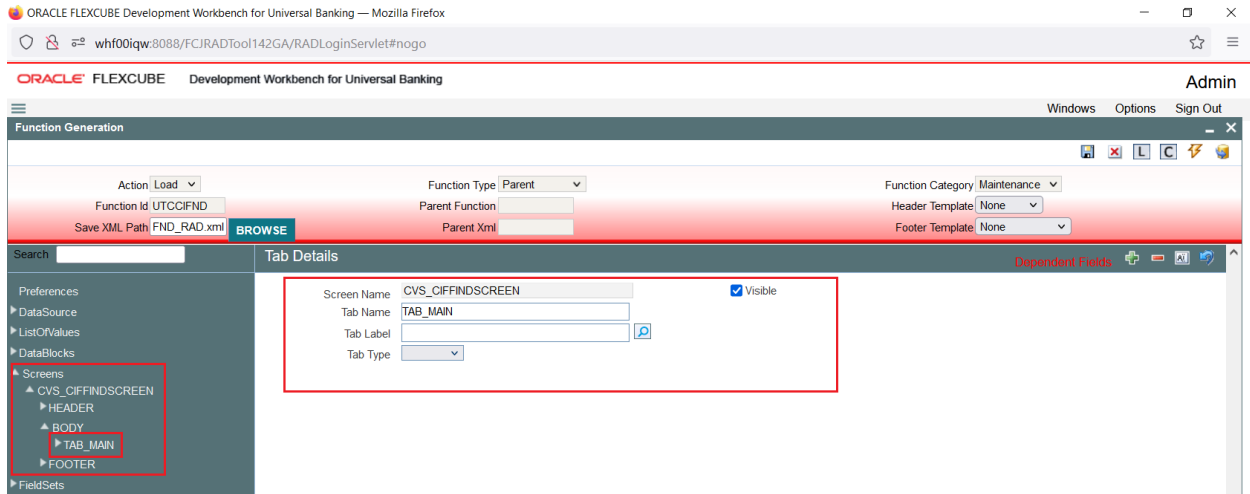 ORACLE FLEXCUBE Development Workbench for Universal Banking — Mozilla Firefox
whf00iqw:8088/FCJRADTool142GA/RADLoginServlet#nogo
ORACLE FLEXCUBE Development Workbench for Universal Banking
Admin
Windows Options Sign Out
Function Generation
L C
Action Load Function Type Parent Function Category Maintenance
Function Id UTCCIFND Parent Function Header Template None
Save XML Path FND_RAD.xml BROWSE Parent Xml Footer Template None
Search Tab Details Dependent Fields
Preferences
DataSource
ListOfValues
DataBlocks
Screens
CVS_CIFFINDSCREEN
HEADER
BODY
TAB_MAIN
FOOTER
FieldSets
Screen Name CVS_CIFFINDSCREEN Visible
Tab Name TAB_MAIN
Tab Label
Tab Type